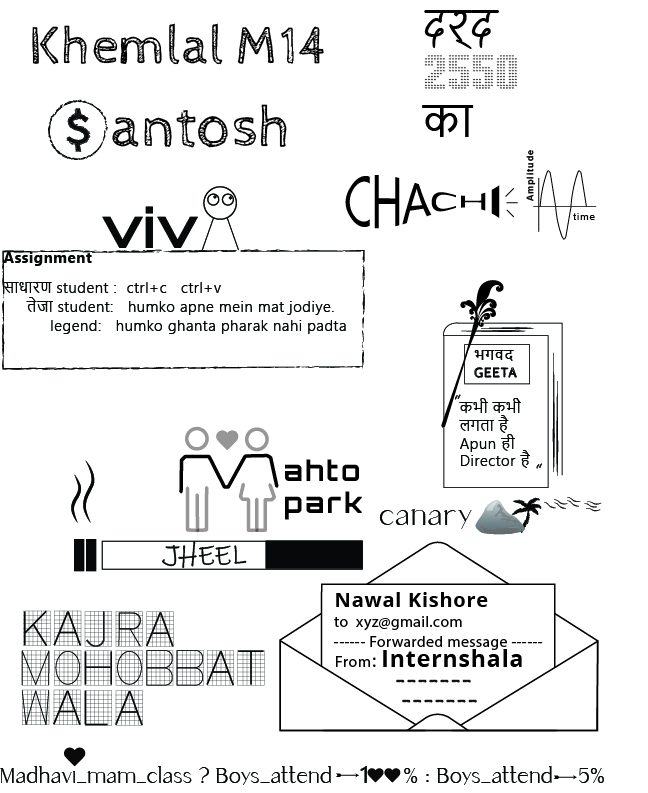 Khemlal M14
दर्द
2550
का
$antosh
CHACHI
Amplitude
time
viv
Assignment
साधारण student : ctrl+c ctrl+v
तेजा student: humko apne mein mat jodiye.
legend: humko ghanta pharak nahi padta
भगवद
GEETA
"कभी कभी
लगता है
Apun ही
Director है "
Mahto
park
canary
JHEEL
Nawal Kishore
to xyz@gmail.com
------ Forwarded message ------
From: Internshala
KAJRA
MOHOBBAT
WALA
Madhavi_mam_class ? Boys_attend → 1♥♥% : Boys_attend → 5%